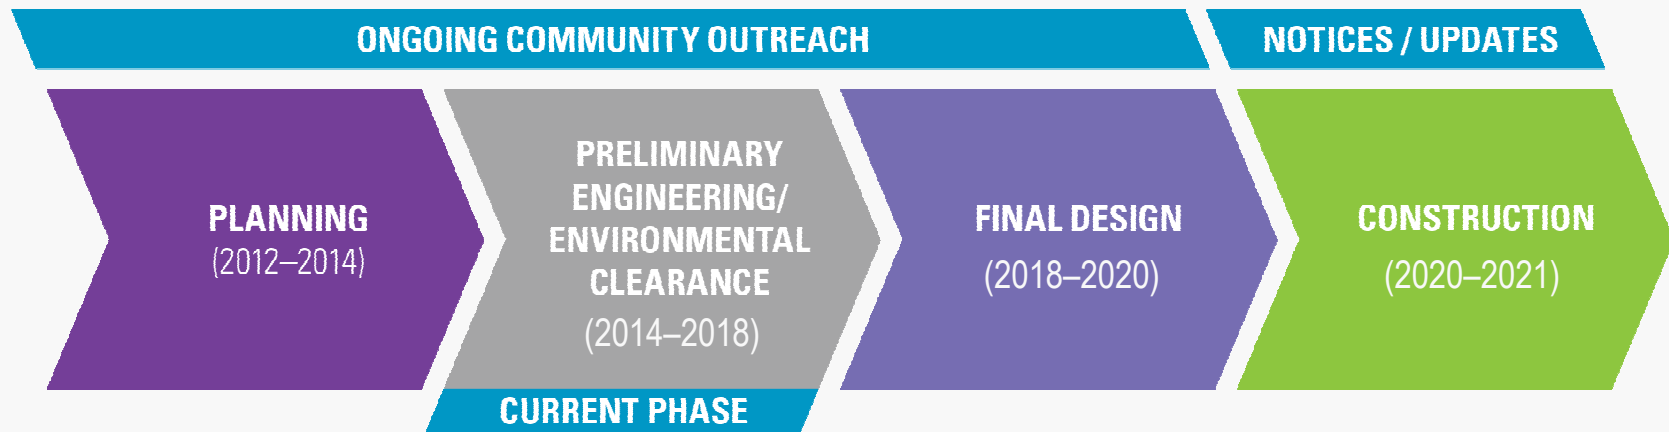 ONGOING COMMUNITY OUTREACH
NOTICES / UPDATES
PLANNING
(2012–2014)
PRELIMINARY
ENGINEERING/
ENVIRONMENTAL
CLEARANCE
(2014–2018)
CURRENT PHASE
FINAL DESIGN
(2018–2020)
CONSTRUCTION
(2020–2021)